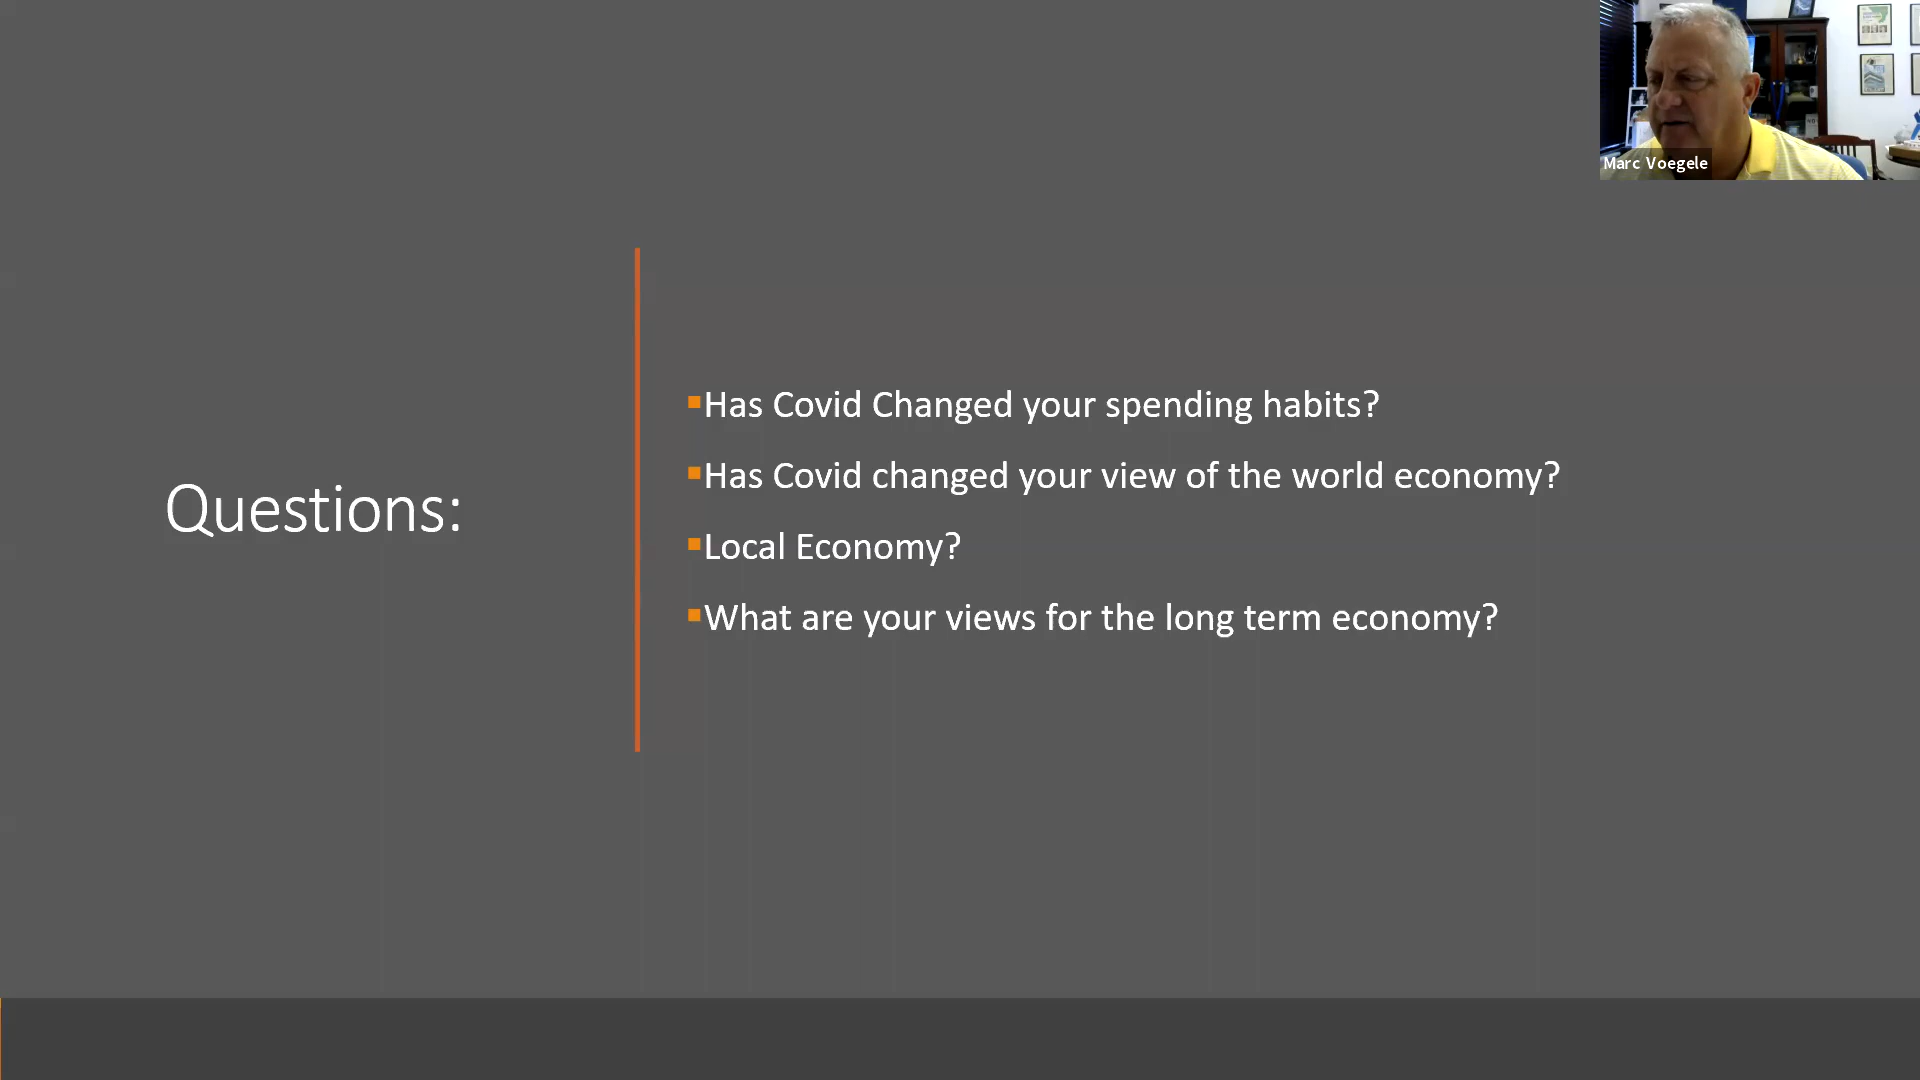 Marc Voegele
Questions:
Has Covid Changed your spending habits?
Has Covid changed your view of the world economy?
Local Economy?
What are your views for the long term economy?